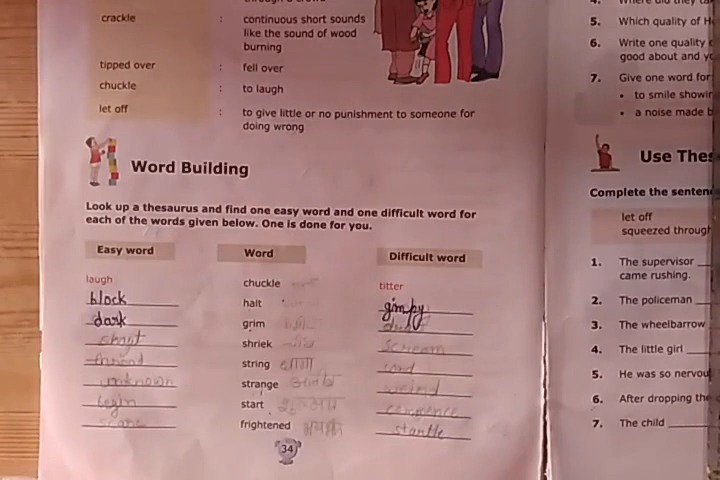 crackle : continuous short sounds
like the sound of wood
burning
tipped over : fell over
chuckle : to laugh
let off : to give little or no punishment to someone for
doing wrong
Word Building
Look up a thesaurus and find one easy word and one difficult word for
each of the words given below. One is done for you.
Easy word Word Difficult word
laugh chuckle titter
block halt gimpy
dark grim
shriek scream
string धागा cord
unknown strange अजीब weird
begin start
scare frightened startle
34
5. Which quality of
6. Write one quality
good about
7. Give one word for
• to smile
• a noise made
Use
Complete the
let off
squeezed
1. The supervisor
came rushing.
2. The policeman
3. The wheelbarrow
4. The little girl
5. He was so
6. After dropping the
7. The child